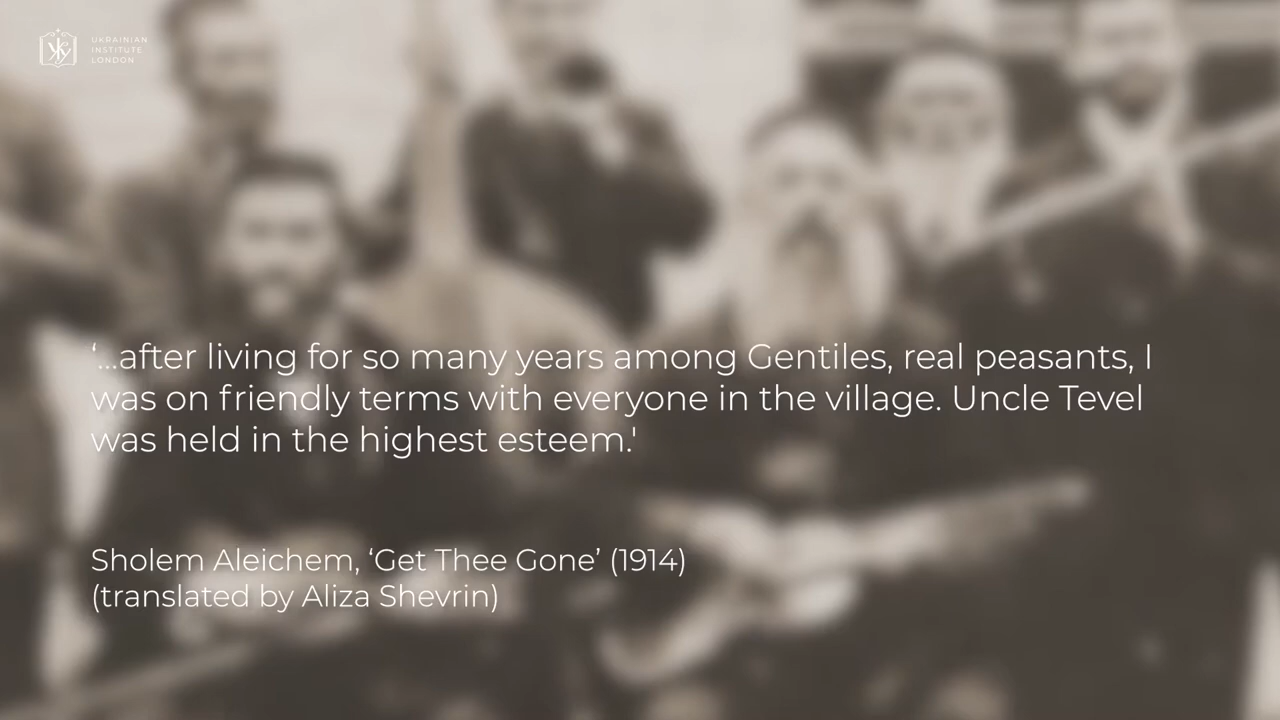 UKRAINIAN
INSTITUTE
LONDON
‘...after living for so many years among Gentiles, real peasants, I
was on friendly terms with everyone in the village. Uncle Tevel
was held in the highest esteem.'
Sholem Aleichem, ‘Get Thee Gone’ (1914)
(translated by Aliza Shevrin)